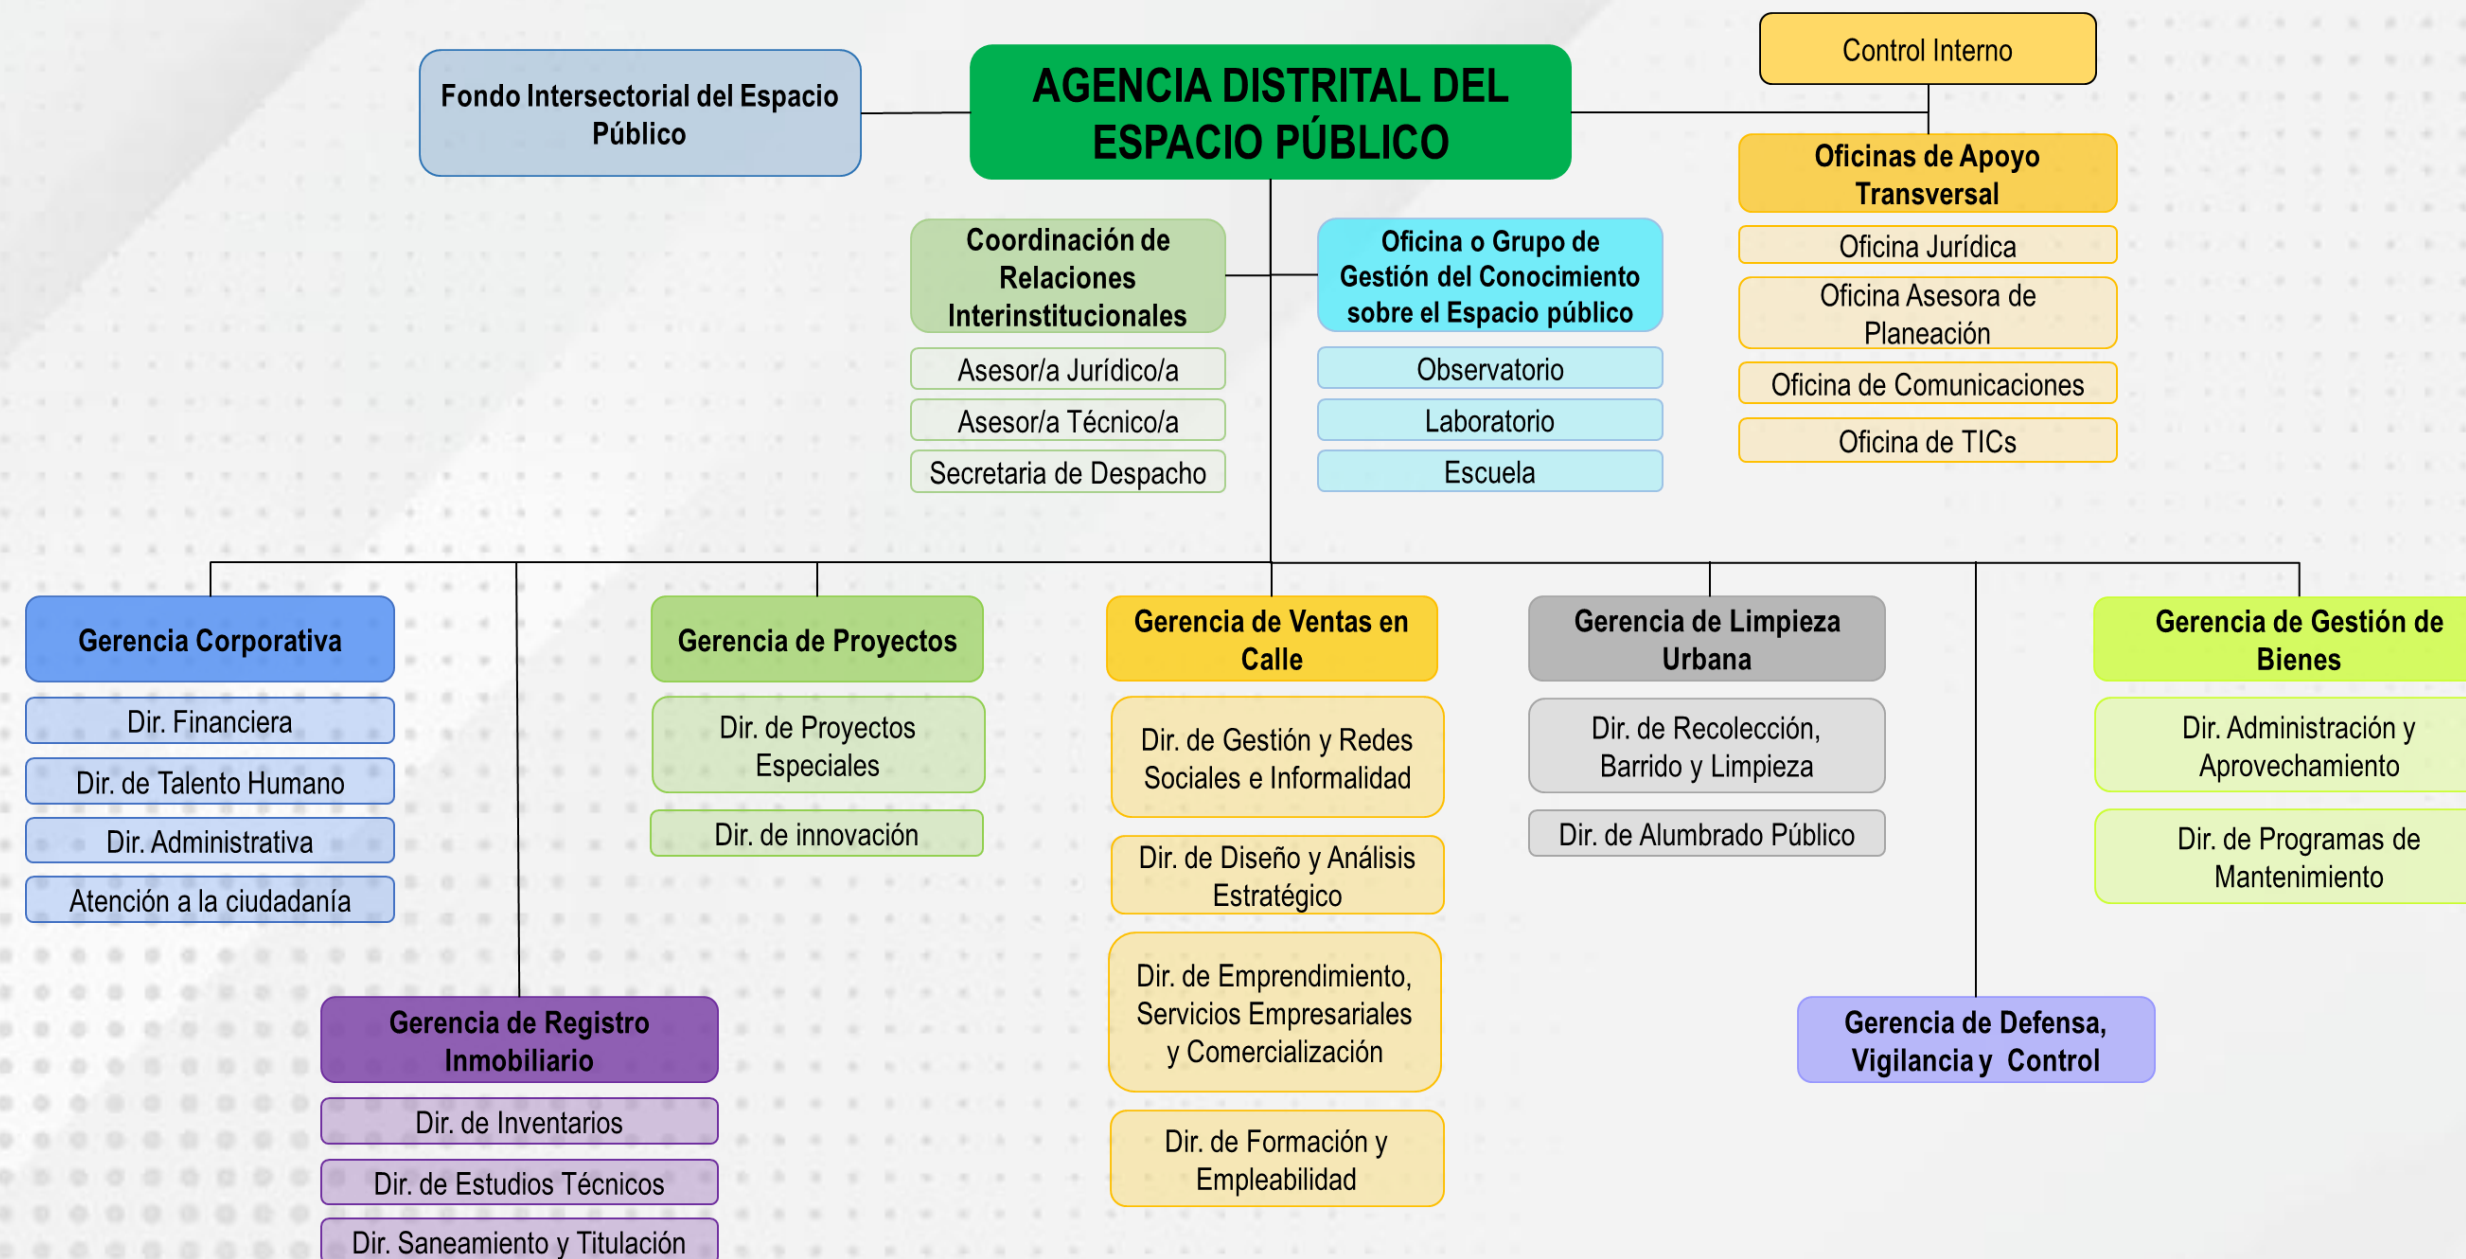 Control Interno
Fondo Intersectorial del Espacio
Público
AGENCIA DISTRITAL DEL
ESPACIO PÚBLICO
Oficinas de Apoyo
Transversal
Oficina Jurídica
Oficina Asesora de
Planeación
Oficina de Comunicaciones
Oficina de TICs
Coordinación de
Relaciones
Interinstitucionales
Asesor/a Jurídico/a
Asesor/a Técnico/a
Secretaria de Despacho
Oficina o Grupo de
Gestión del Conocimiento
sobre el Espacio público
Observatorio
Laboratorio
Escuela
Gerencia Corporativa
Dir. Financiera
Dir. de Talento Humano
Dir. Administrativa
Atención a la ciudadanía
Gerencia de Registro
Inmobiliario
Dir. de Inventarios
Dir. de Estudios Técnicos
Dir. Saneamiento y Titulación
Gerencia de Proyectos
Dir. de Proyectos
Especiales
Dir. de innovación
Gerencia de Ventas en
Calle
Dir. de Gestión y Redes
Sociales e Informalidad
Dir. de Diseño y Análisis
Estratégico
Dir. de Emprendimiento,
Servicios Empresariales
y Comercialización
Dir. de Formación y
Empleabilidad
Gerencia de Limpieza
Urbana
Dir. de Recolección,
Barrido y Limpieza
Dir. de Alumbrado Público
Gerencia de Defensa,
Vigilancia y Control
Gerencia de Gestión de
Bienes
Dir. Administración y
Aprovechamiento
Dir. de Programas de
Mantenimiento